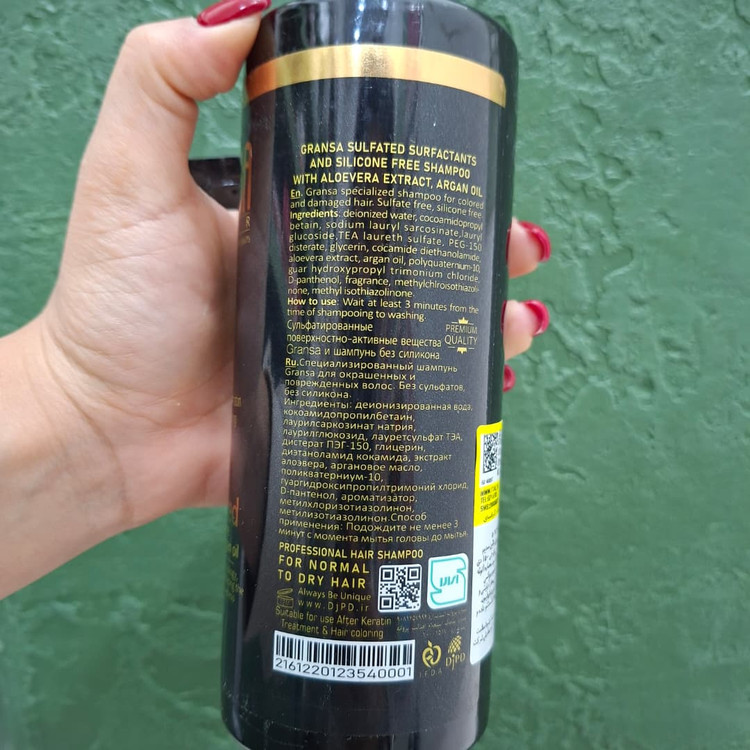 GRANSA SULFATED SURFACTANTS
AND SILICONE FREE SHAMPOO
WITH ALOEVERA EXTRACT, ARGAN OIL
En. Gransa specialized shampoo for colored
and damaged hair. Sulfate free, silicone free.
Ingredients: deionized water, cocoamidopropyl
betain, sodium lauryl sarcosinate,lauryl
glucoside,TEA laureth sulfate, PEG-150
disterate, glycerin, cocamide diethanolamide,
aloevera extract, argan oil, polyquaternium-10,
guar hydroxypropyl trimonium chloride,
D-panthenol, fragrance, methylchloroisothiazoli-
none, methyl isothiazolinone.
How to use: Wait at least 3 minutes from the
time of shampooing to washing.
Сульфатированные
поверхностно-активные вещества
Gransa и шампунь без силикона
PREMIUM
QUALITY
Ru.Специализированный шампунь
Gransa для окрашенных и
поврежденных волос. Без сульфатов,
без силикона.
Ингредиенты: деионизированная вода,
кокоамидопропилбетаин,
лаурилсаркозинат натрия,
лаурилглюкозид, лауретсульфат ТЭА,
дистерат ПЭГ-150, глицерин,
диэтаноламид кокамида, экстракт
алоэвера, аргановое масло,
поликватерниум-10,
гуаргидроксипропилтримоний хлорид,
D-пантенол, ароматизатор,
метилхлоризотиазолинон,
метилизотиазолинон.Способ
применения: Подождите не менее 3
минут с момента мытья головы до мытья.
PROFESSIONAL HAIR SHAMPOO
FOR NORMAL
TO DRY HAIR
Always Be Unique
www.DjPD.ir
Suitable for use After Keratin
Treatment & Hair coloring
2161220123540001
DjPD